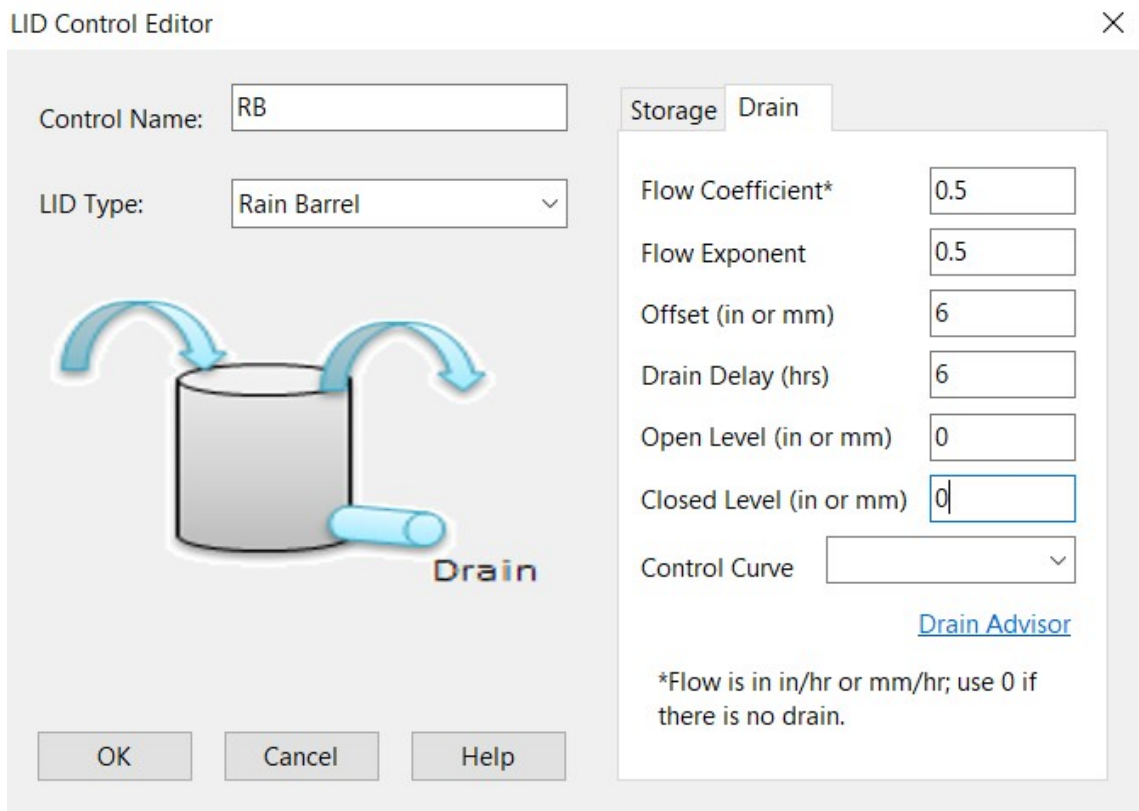 LID Control Editor
Control Name:
RB
LID Type:
Rain Barrel
Drain
OK
Cancel
Help
Storage
Drain
Flow Coefficient*
0.5
Flow Exponent
0.5
Offset (in or mm)
6
Drain Delay (hrs)
6
Open Level (in or mm)
0
Closed Level (in or mm)
0
Control Curve
Drain Advisor
*Flow is in in/hr or mm/hr; use 0 if
there is no drain.